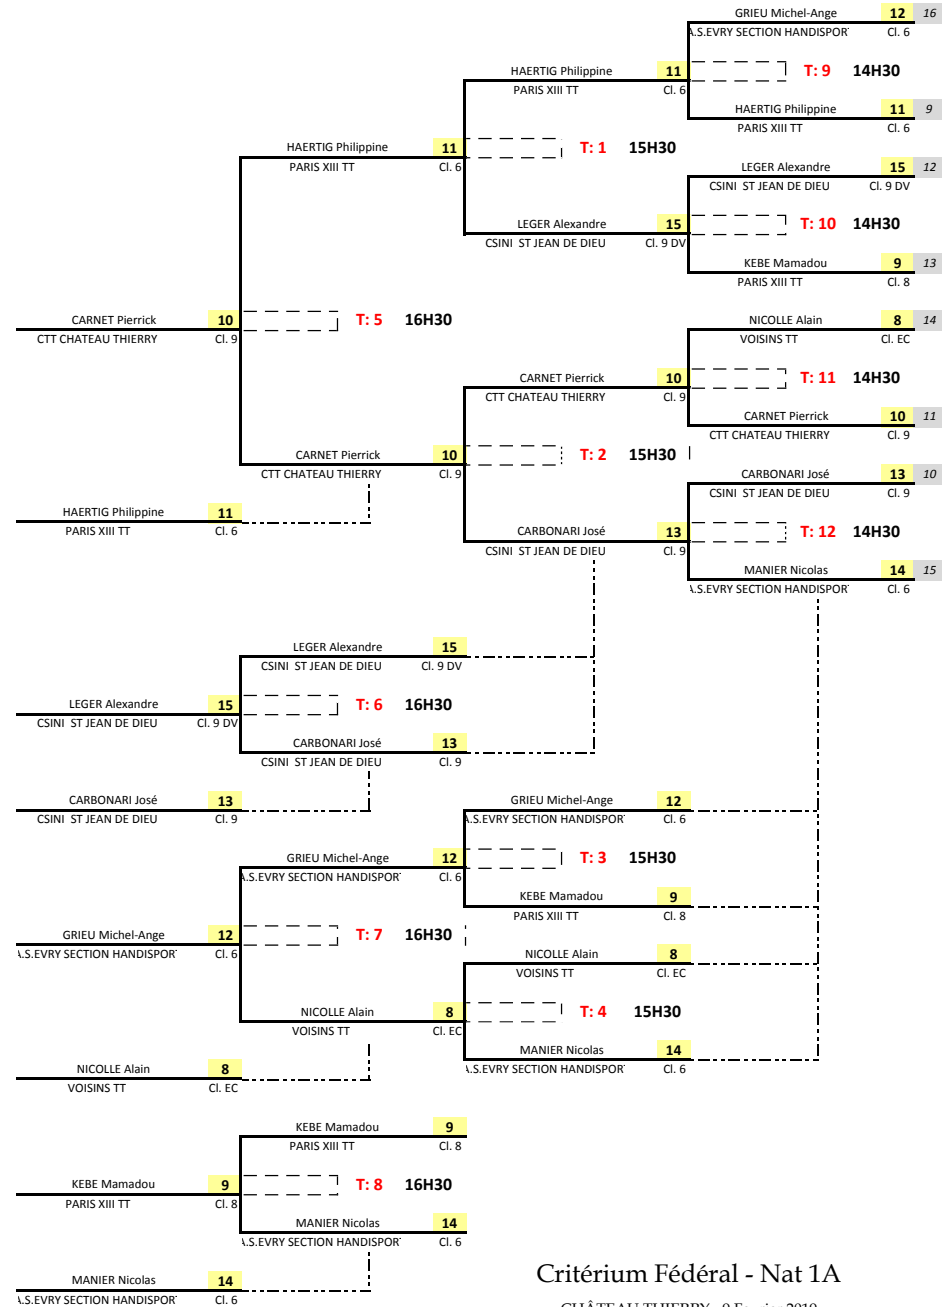 GRIEU Michel-Ange 12 16
A.S.EVRY SECTION HANDISPOR Cl. 6
HAERTIG Philippine 11 T: 9 14H30
PARIS XIII TT Cl. 6
HAERTIG Philippine 11 9
PARIS XIII TT Cl. 6
HAERTIG Philippine 11 T: 1 15H30
PARIS XIII TT Cl. 6
LEGER Alexandre 15 12
CSINI ST JEAN DE DIEU Cl. 9 DV
LEGER Alexandre 15 T: 10 14H30
CSINI ST JEAN DE DIEU Cl. 9 DV
KEBE Mamadou 9 13
PARIS XIII TT Cl. 8
CARNET Pierrick 10 T: 5 16H30 NICOLLE Alain 8 14
CTT CHATEAU THIERRY Cl. 9 VOISINS TT Cl. EC
CARNET Pierrick 10 T: 11 14H30
CTT CHATEAU THIERRY Cl. 9
CARNET Pierrick 10 11
CTT CHATEAU THIERRY Cl. 9
CARNET Pierrick 10 T: 2 15H30
CTT CHATEAU THIERRY Cl. 9
CARBONARI José 13 10
CSINI ST JEAN DE DIEU Cl. 9
HAERTIG Philippine 11
PARIS XIII TT Cl. 6
CARBONARI José 13 T: 12 14H30
CSINI ST JEAN DE DIEU Cl. 9
MANIER Nicolas 14 15
A.S.EVRY SECTION HANDISPOR Cl. 6
LEGER Alexandre 15
CSINI ST JEAN DE DIEU Cl. 9 DV
LEGER Alexandre 15 T: 6 16H30
CSINI ST JEAN DE DIEU Cl. 9 DV
CARBONARI José 13
CSINI ST JEAN DE DIEU Cl. 9
CARBONARI José 13 GRIEU Michel-Ange 12
CSINI ST JEAN DE DIEU Cl. 9 A.S.EVRY SECTION HANDISPOR Cl. 6
GRIEU Michel-Ange 12 T: 3 15H30
A.S.EVRY SECTION HANDISPOR Cl. 6
KEBE Mamadou 9
PARIS XIII TT Cl. 8
GRIEU Michel-Ange 12 T: 7 16H30
A.S.EVRY SECTION HANDISPOR Cl. 6
NICOLLE Alain 8
VOISINS TT Cl. EC
NICOLLE Alain 8 T: 4 15H30
VOISINS TT Cl. EC
MANIER Nicolas 14
A.S.EVRY SECTION HANDISPOR Cl. 6
NICOLLE Alain 8
VOISINS TT Cl. EC
KEBE Mamadou 9
PARIS XIII TT Cl. 8
KEBE Mamadou 9 T: 8 16H30
PARIS XIII TT Cl. 8
MANIER Nicolas 14
A.S.EVRY SECTION HANDISPOR Cl. 6
MANIER Nicolas 14
A.S.EVRY SECTION HANDISPOR Cl. 6
Critérium Fédéral - Nat 1A